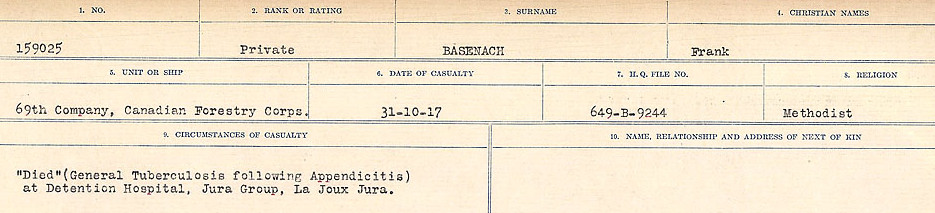 1. NO. 2. RANK OR RATING 3. SURNAME 4. CHRISTIAN NAMES
159025 Private BASENACH Frank
5. UNIT OR SHIP 6. DATE OF CASUALTY 7. H.Q. FILE NO. 8. RELIGION
69th Company, Canadian Forestry Corps. 31-10-17 649-B-9244 Methodist
9. CIRCUMSTANCES OF CASUALTY 10. NAME, RELATIONSHIP AND ADDRESS OF NEXT OF KIN
"Died"(General Tuberculosis following Appendicitis)
at Detention Hospital, Jura Group, La Joux Jura.